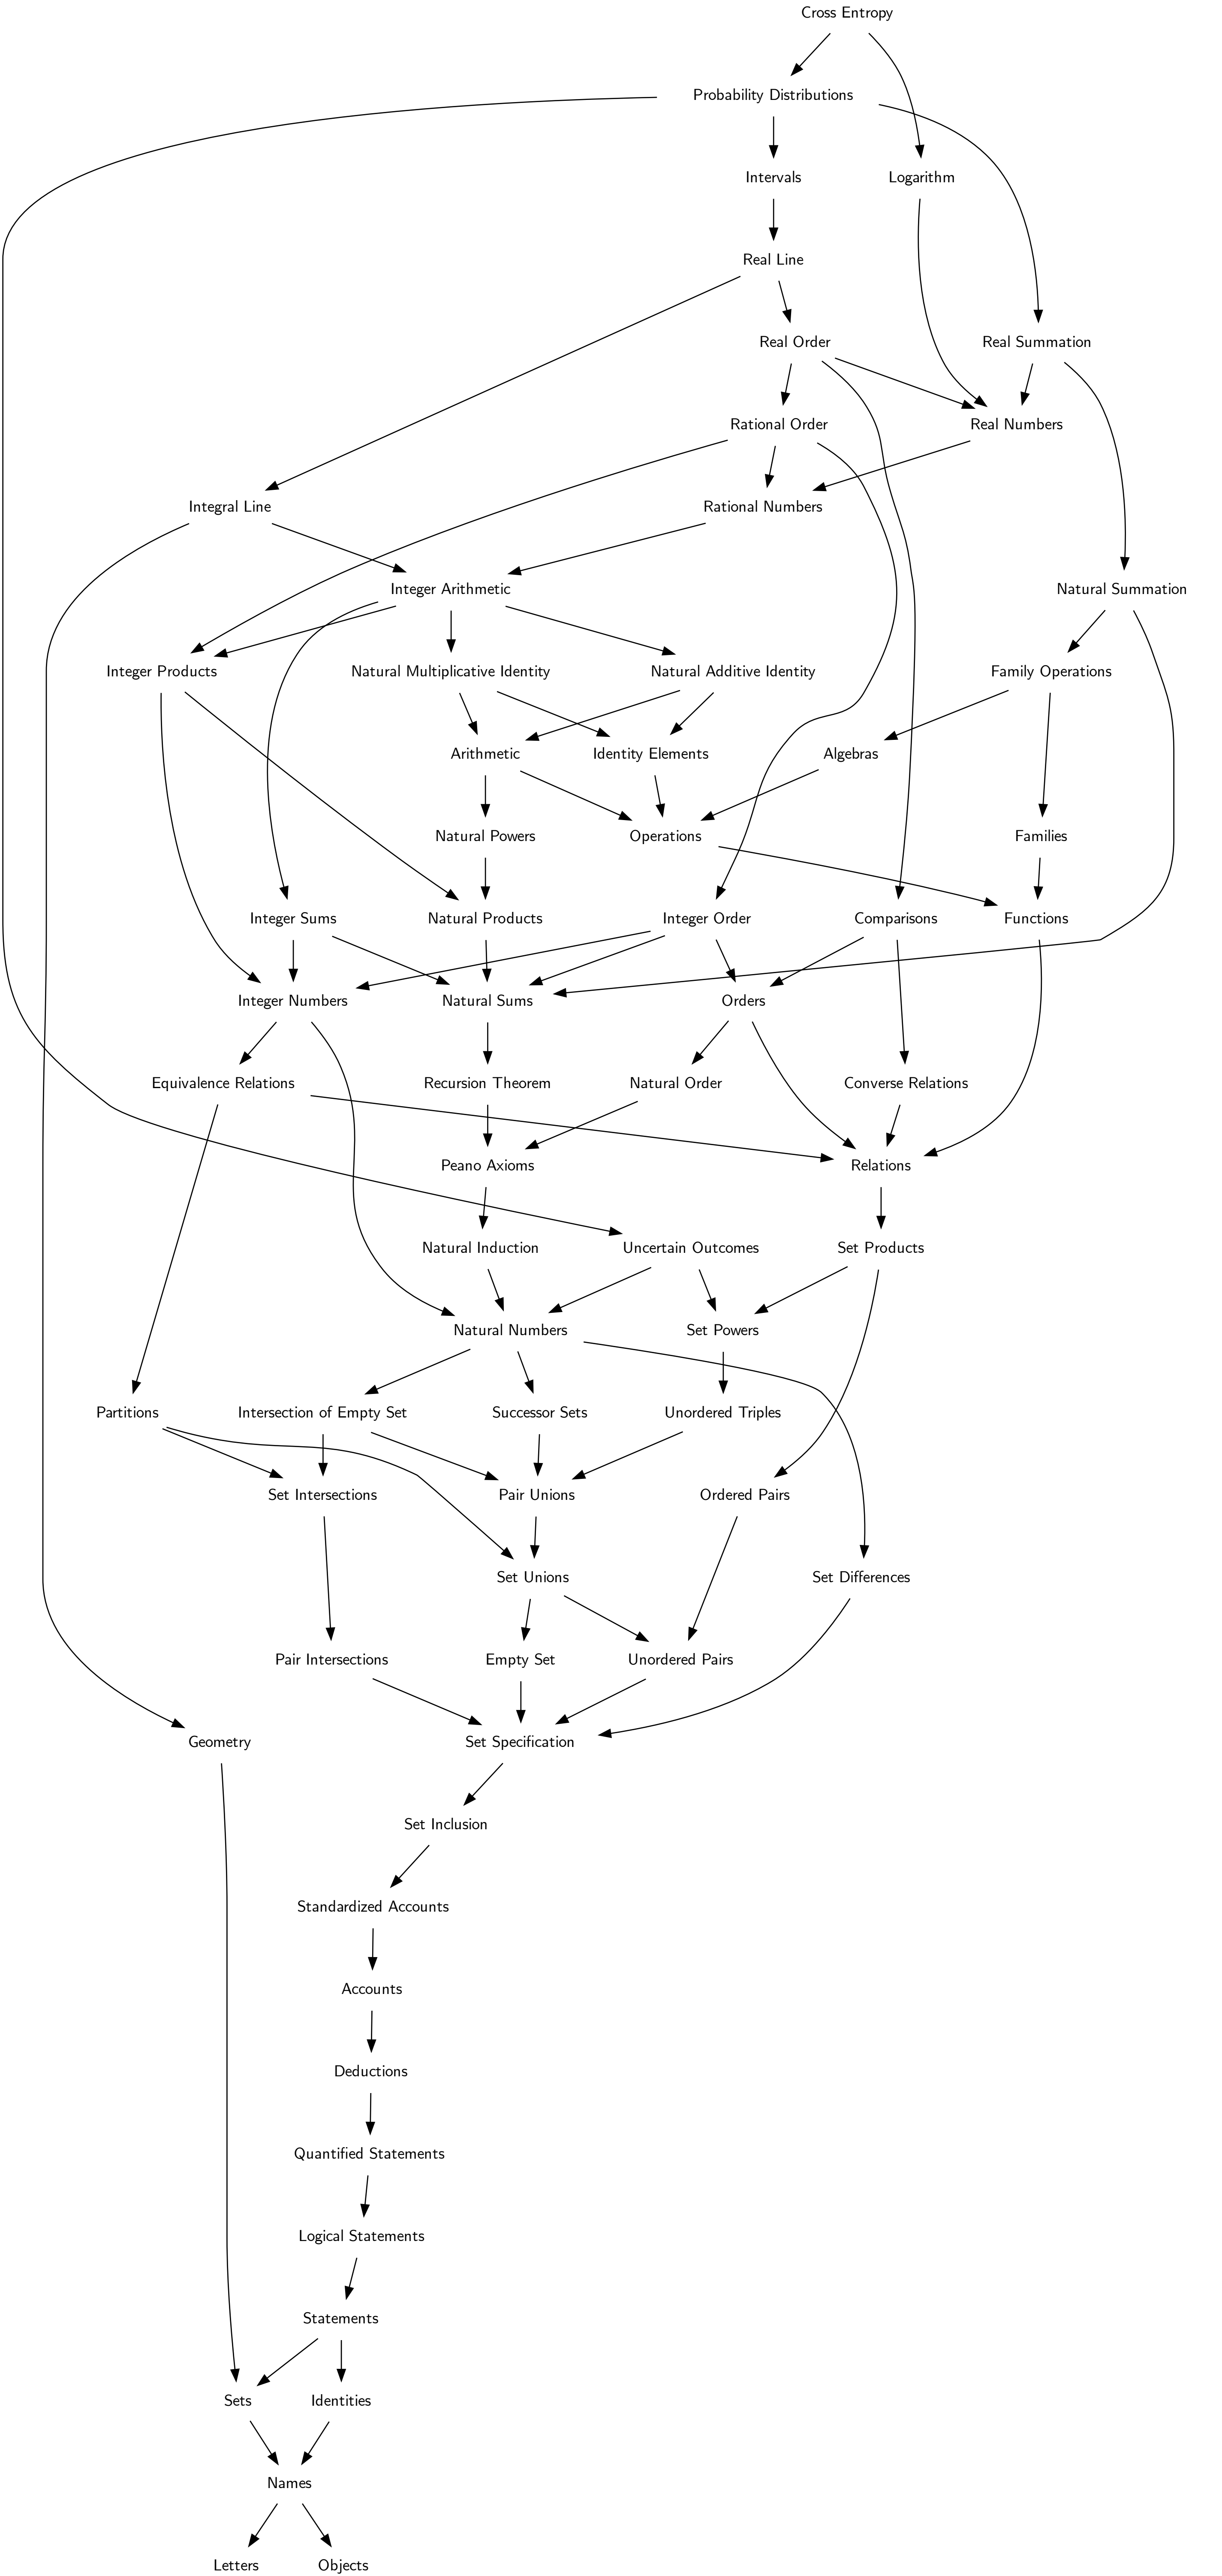 Cross Entropy
Probability Distributions
Intervals
Logarithm
Real Line
Real Order
Real Summation
Rational Order
Real Numbers
Integral Line
Rational Numbers
Integer Arithmetic
Natural Summation
Integer Products
Natural Multiplicative Identity
Natural Additive Identity
Family Operations
Arithmetic
Identity Elements
Algebras
Natural Powers
Operations
Families
Integer Sums
Natural Products
Integer Order
Comparisons
Functions
Integer Numbers
Natural Sums
Orders
Equivalence Relations
Recursion Theorem
Natural Order
Converse Relations
Peano Axioms
Relations
Natural Induction
Uncertain Outcomes
Set Products
Natural Numbers
Set Powers
Partitions
Intersection of Empty Set
Successor Sets
Unordered Triples
Set Intersections
Pair Unions
Ordered Pairs
Set Unions
Set Differences
Pair Intersections
Empty Set
Unordered Pairs
Geometry
Set Specification
Set Inclusion
Standardized Accounts
Accounts
Deductions
Quantified Statements
Logical Statements
Statements
Sets
Identities
Names
Letters
Objects